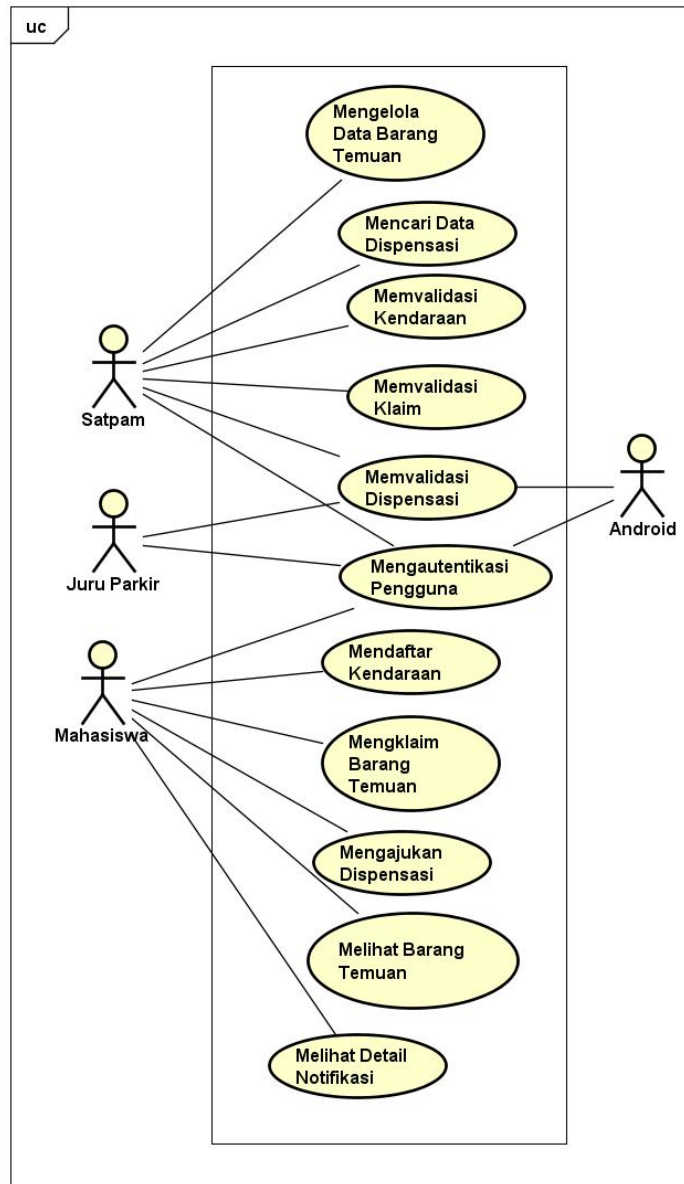 uc
Mengelola
Data Barang
Temuan
Mencari Data
Dispensasi
Memvalidasi
Kendaraan
Memvalidasi
Klaim
Satpam
Memvalidasi
Dispensasi
Android
Juru Parkir
Mengautentikasi
Pengguna
Mendaftar
Kendaraan
Mahasiswa
Mengklaim
Barang
Temuan
Mengajukan
Dispensasi
Melihat Barang
Temuan
Melihat Detail
Notifikasi